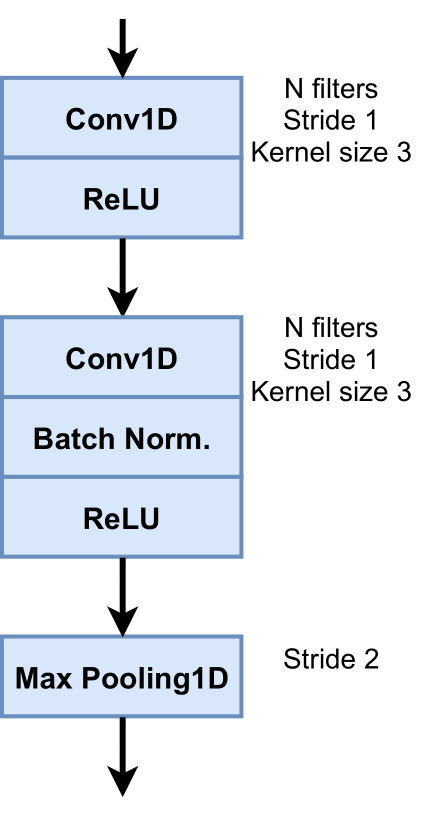 Conv1D
N filters
Stride 1
Kernel size 3
ReLU
Conv1D
N filters
Stride 1
Kernel size 3
Batch Norm.
ReLU
Max Pooling1D
Stride 2